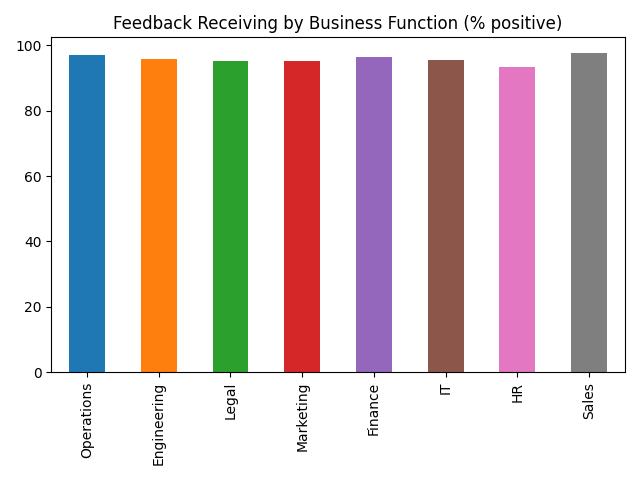 Feedback Receiving by Business Function (% positive)
100
80
60
40
20
0
Operations
Engineering
Legal
Marketing
Finance
IT
HR
Sales